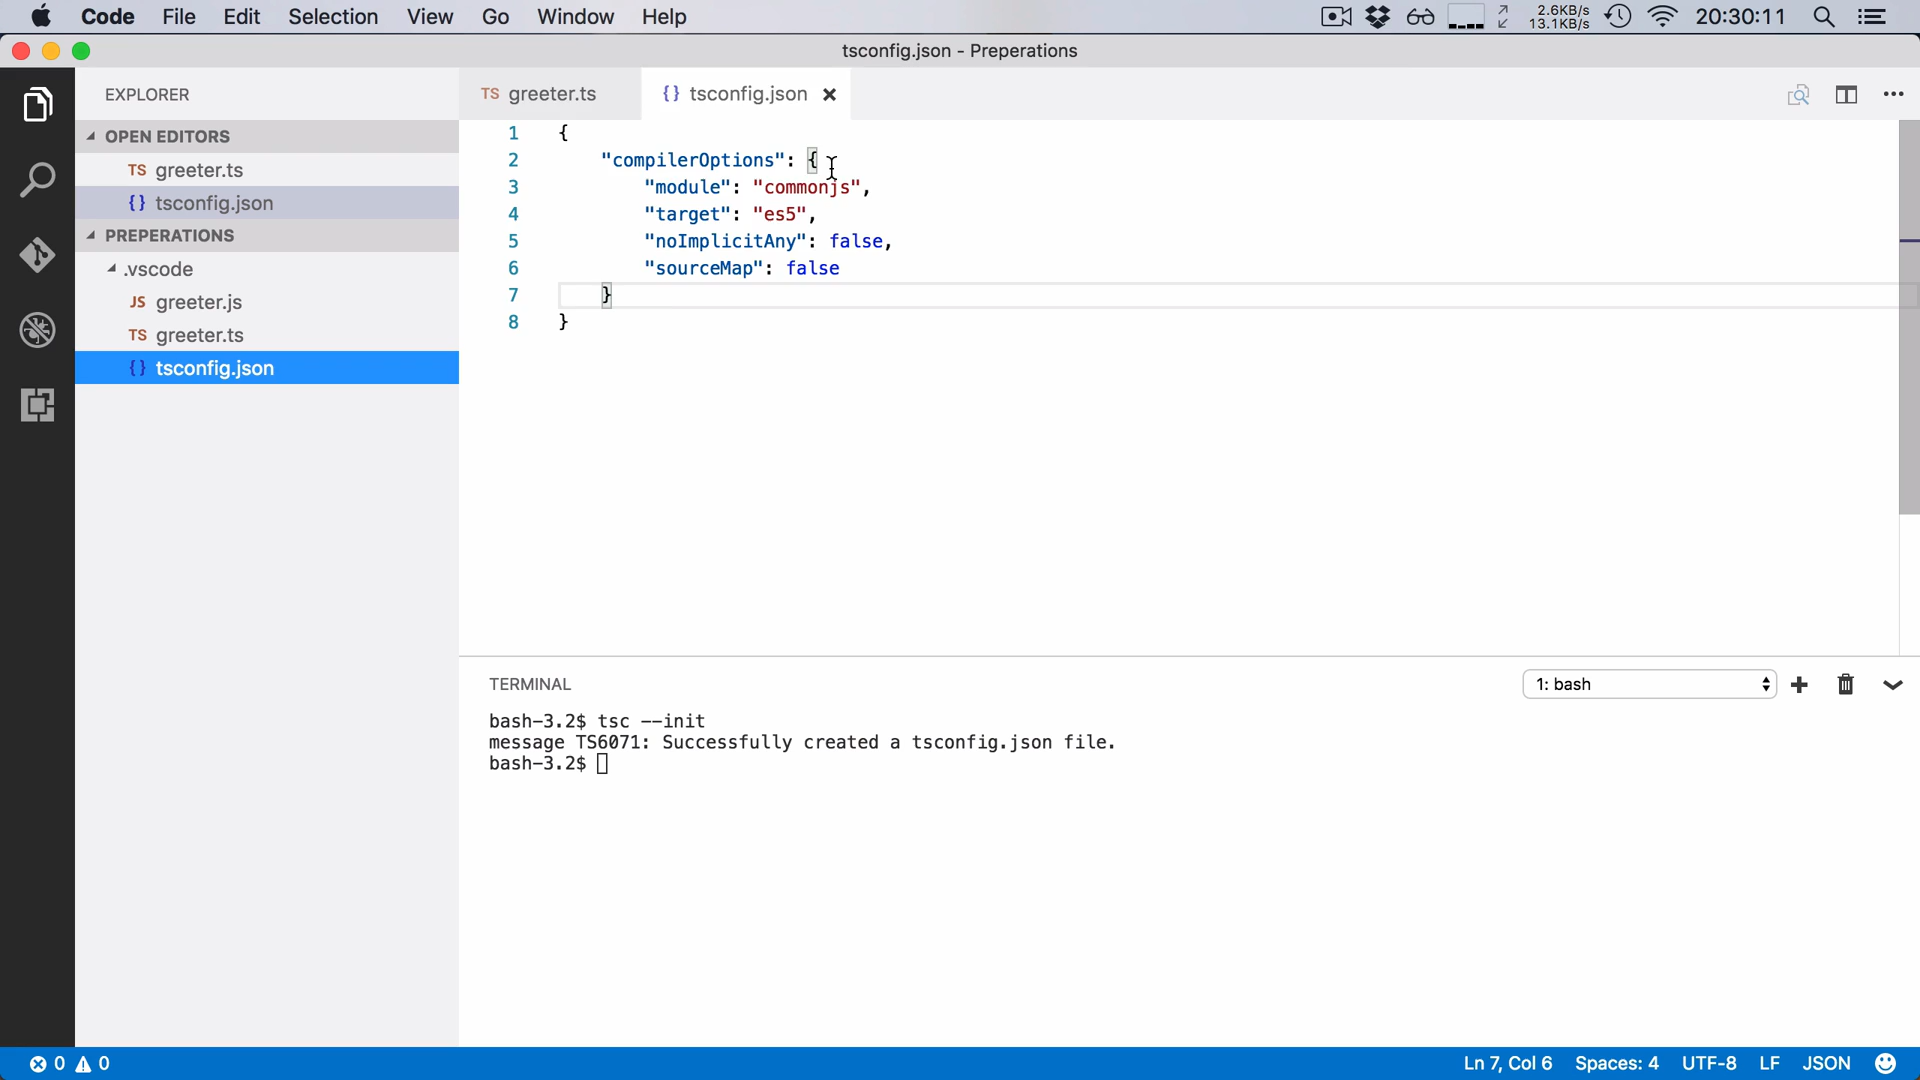 Code File Edit Selection View Go Window Help 2.6KB/s 13.1KB/s 20:30:11
tsconfig.json - Preperations
EXPLORER
OPEN EDITORS
TS greeter.ts
{} tsconfig.json
PREPERATIONS
.vscode
JS greeter.js
TS greeter.ts
{} tsconfig.json
TS greeter.ts {} tsconfig.json
1 {
2 "compilerOptions": {
3 "module": "commonjs",
4 "target": "es5",
5 "noImplicitAny": false,
6 "sourceMap": false
7 }
8 }
TERMINAL 1: bash
bash-3.2$ tsc --init
message TS6071: Successfully created a tsconfig.json file.
bash-3.2$
0 0 Ln 7, Col 6 Spaces: 4 UTF-8 LF JSON